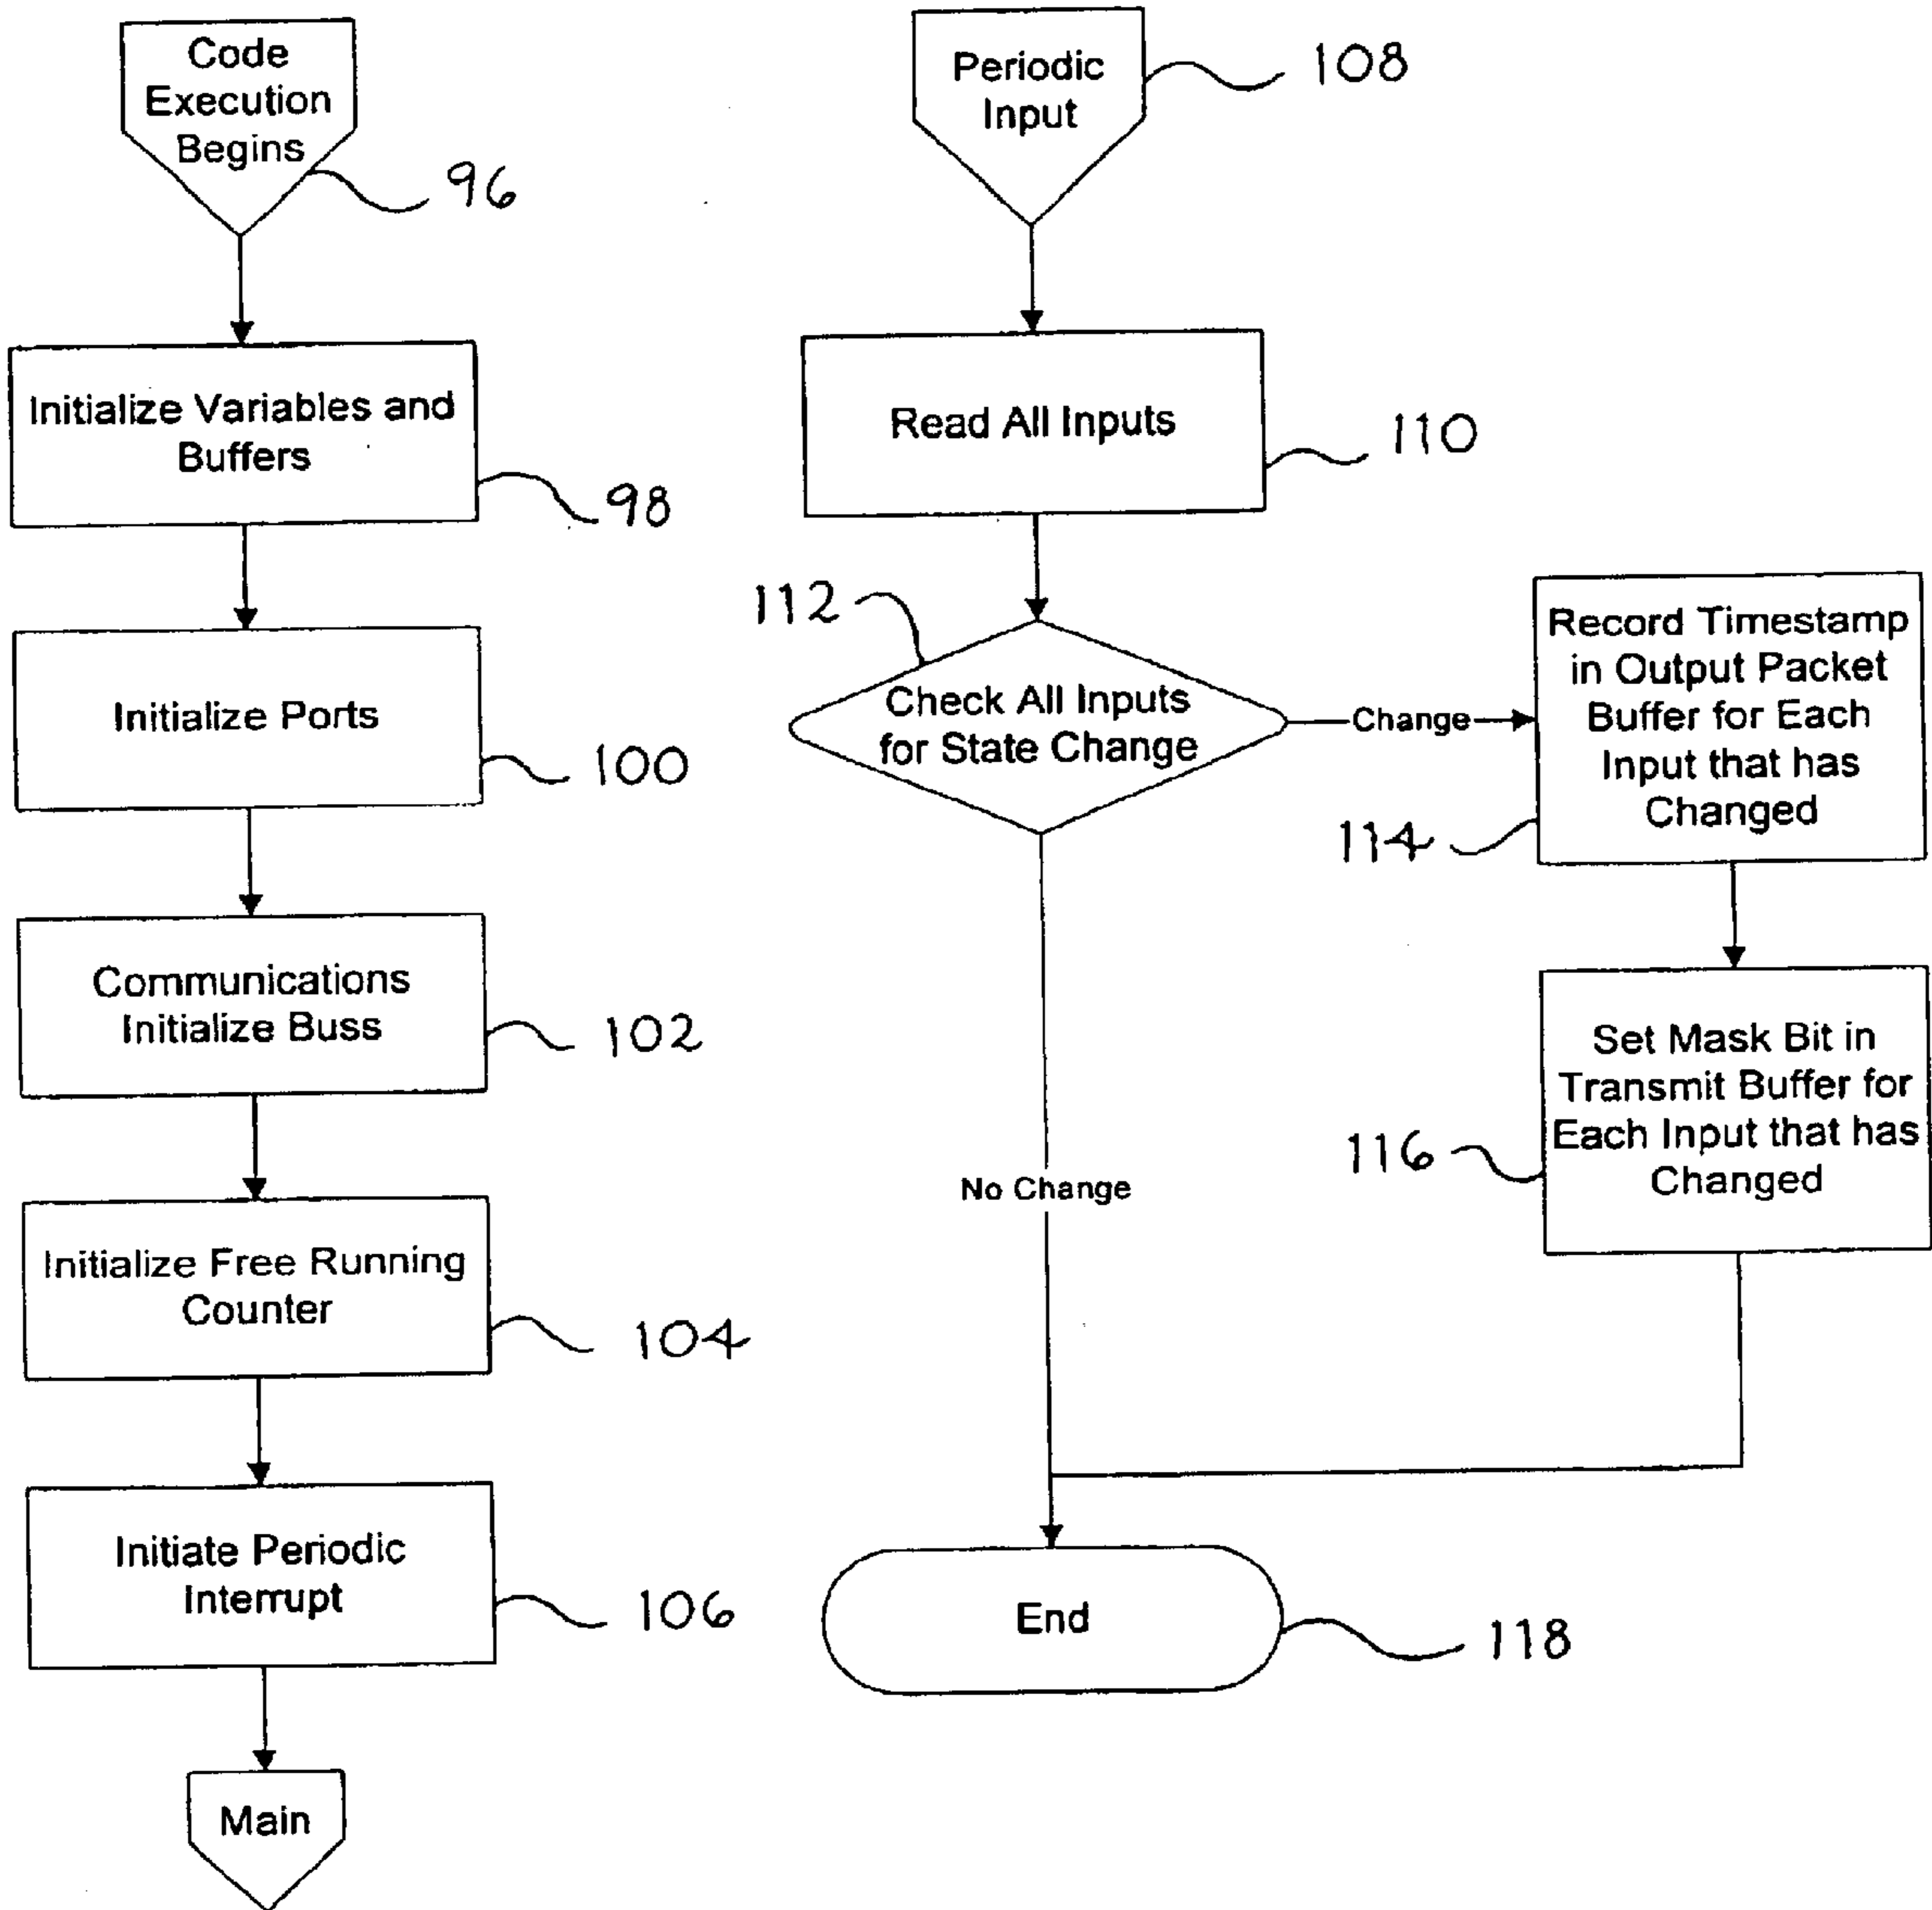 Code
Execution
Begins
96
Initialize Variables and
Buffers
98
Initialize Ports
100
Communications
Initialize Buss
102
Initialize Free Running
Counter
104
Initiate Periodic
Interrupt
106
Main
Periodic
Input
108
Read All Inputs
110
112
Check All Inputs
for State Change
Change
No Change
Record Timestamp
in Output Packet
Buffer for Each
Input that has
Changed
114
Set Mask Bit in
Transmit Buffer for
Each Input that has
Changed
116
End
118